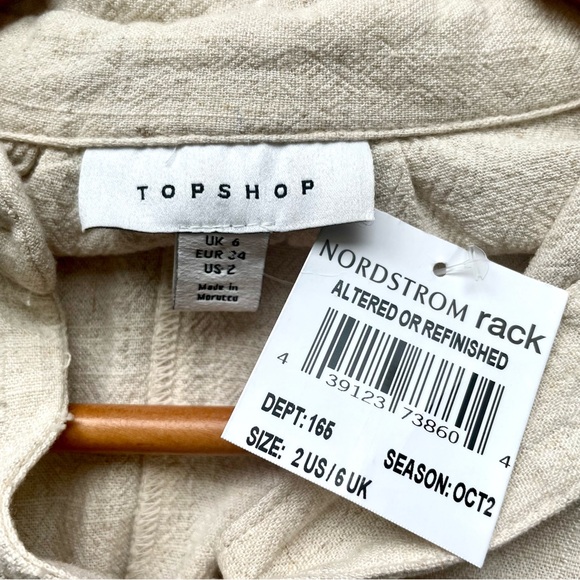 TOPSHOP
UK 6
EUR 34
US 2
Made in
Morocco
NORDSTROM rack
ALTERED OR REFINISHED
4 39123 73860 4
DEPT: 165
SEASON: OCT2
SIZE: 2 US / 6 UK